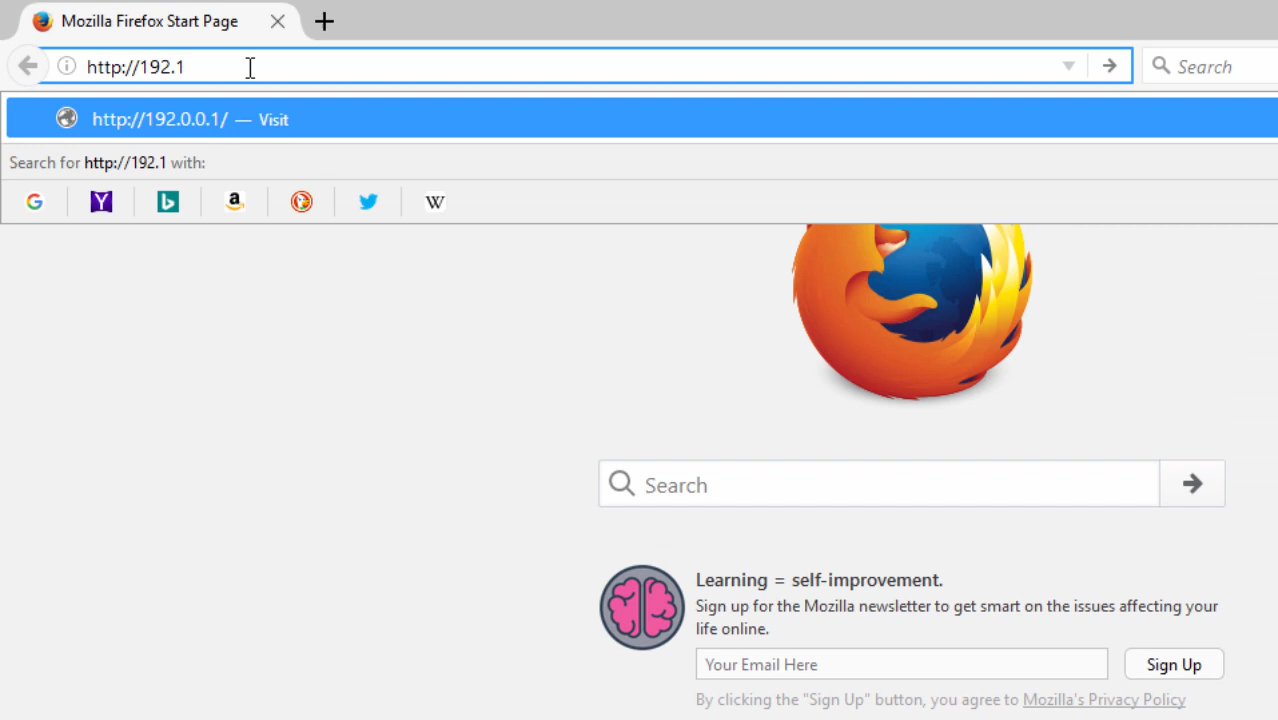 Mozilla Firefox Start Page
http://192.1
Search
http://192.0.0.1/ — Visit
Search for http://192.1 with:
G Y b a W
Search
Learning = self-improvement.
Sign up for the Mozilla newsletter to get smart on the issues affecting your
life online.
Your Email Here
Sign Up
By clicking the "Sign Up" button, you agree to Mozilla's Privacy Policy